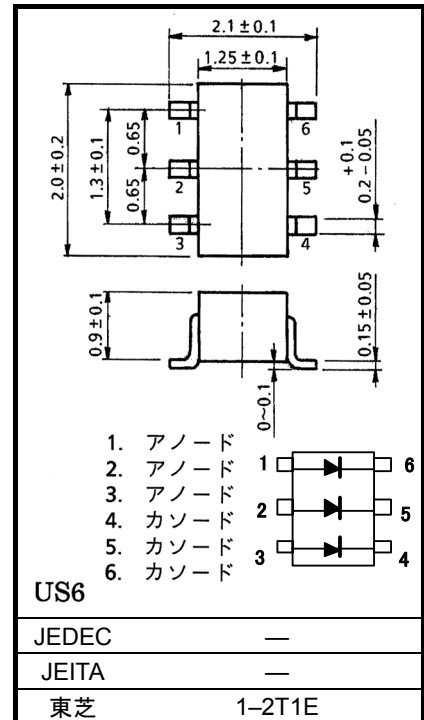 2.1±0.1
1.25±0.1
1
6
2
5
3
4
2.0±0.2
1.3±0.1
0.65
0.65
+0.1
0.2-0.05
0.9±0.1
0.15±0.05
0~0.1
1. アノード
2. アノード
3. アノード
4. カソード
5. カソード
6. カソード
1
6
2
5
3
4
US6
JEDEC —
JEITA —
東芝 1–2T1E